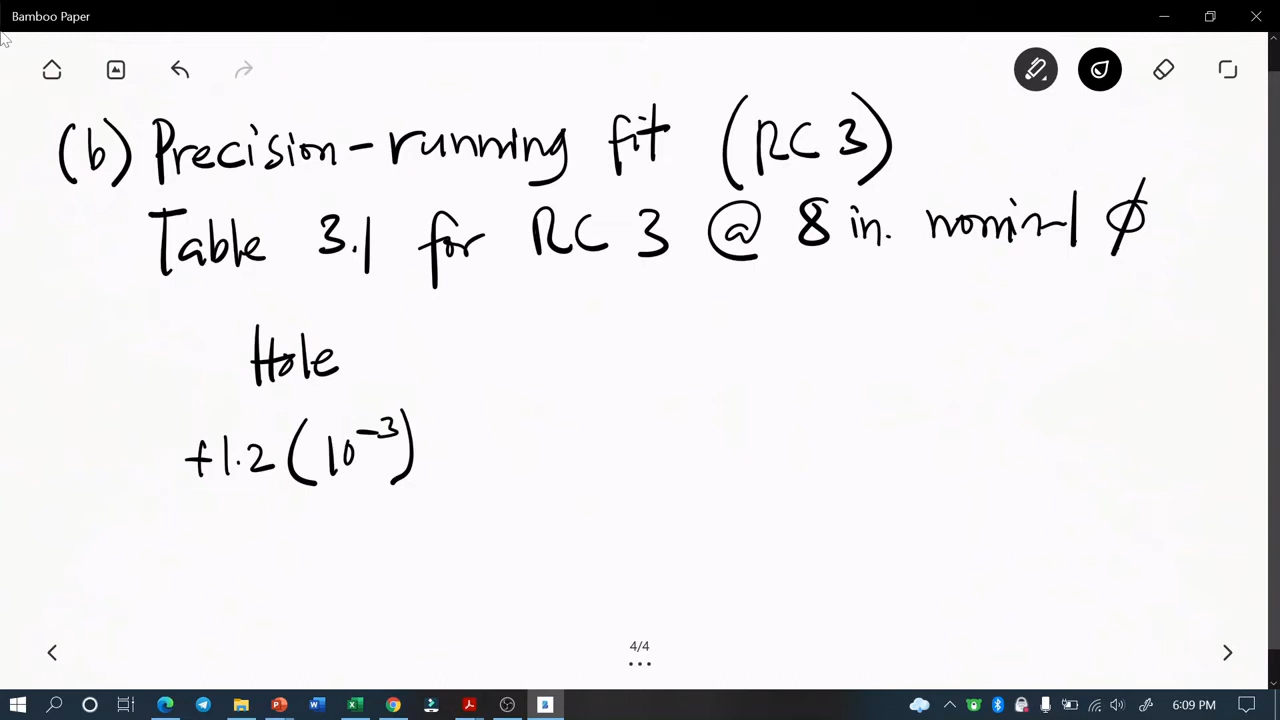 Bamboo Paper
(b) Precision-running fit (RC 3)
Table 3.1 for RC 3 @ 8 in. nominal ϕ
Hole
+1.2 (10⁻³)
4/4
6:09 PM